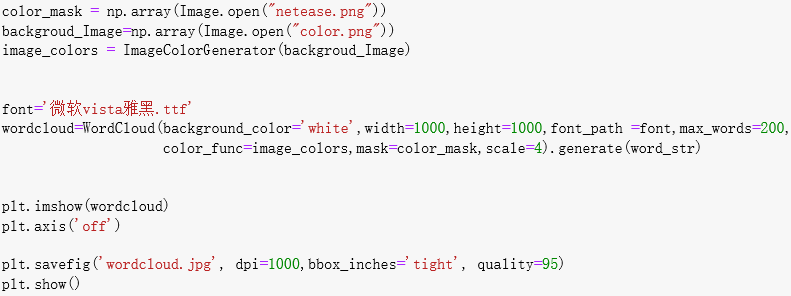 color_mask = np.array(Image.open("netease.png"))
backgroud_Image=np.array(Image.open("color.png"))
image_colors = ImageColorGenerator(backgroud_Image)
font='微软vista雅黑.ttf'
wordcloud=WordCloud(background_color='white',width=1000,height=1000,font_path =font,max_words=200,
color_func=image_colors,mask=color_mask,scale=4).generate(word_str)
plt.imshow(wordcloud)
plt.axis('off')
plt.savefig('wordcloud.jpg', dpi=1000,bbox_inches='tight', quality=95)
plt.show()